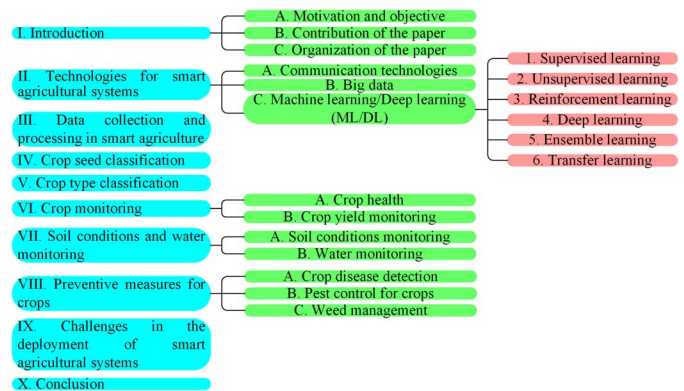 I. Introduction
A. Motivation and objective
B. Contribution of the paper
C. Organization of the paper
II. Technologies for smart
agricultural systems
A. Communication technologies
B. Big data
C. Machine learning/Deep learning
(ML/DL)
1. Supervised learning
2. Unsupervised learning
3. Reinforcement learning
4. Deep learning
5. Ensemble learning
6. Transfer learning
III. Data collection and
processing in smart agriculture
IV. Crop seed classification
V. Crop type classification
VI. Crop monitoring
A. Crop health
B. Crop yield monitoring
VII. Soil conditions and water
monitoring
A. Soil conditions monitoring
B. Water monitoring
VIII. Preventive measures for
crops
A. Crop disease detection
B. Pest control for crops
C. Weed management
IX. Challenges in the
deployment of smart
agricultural systems
X. Conclusion